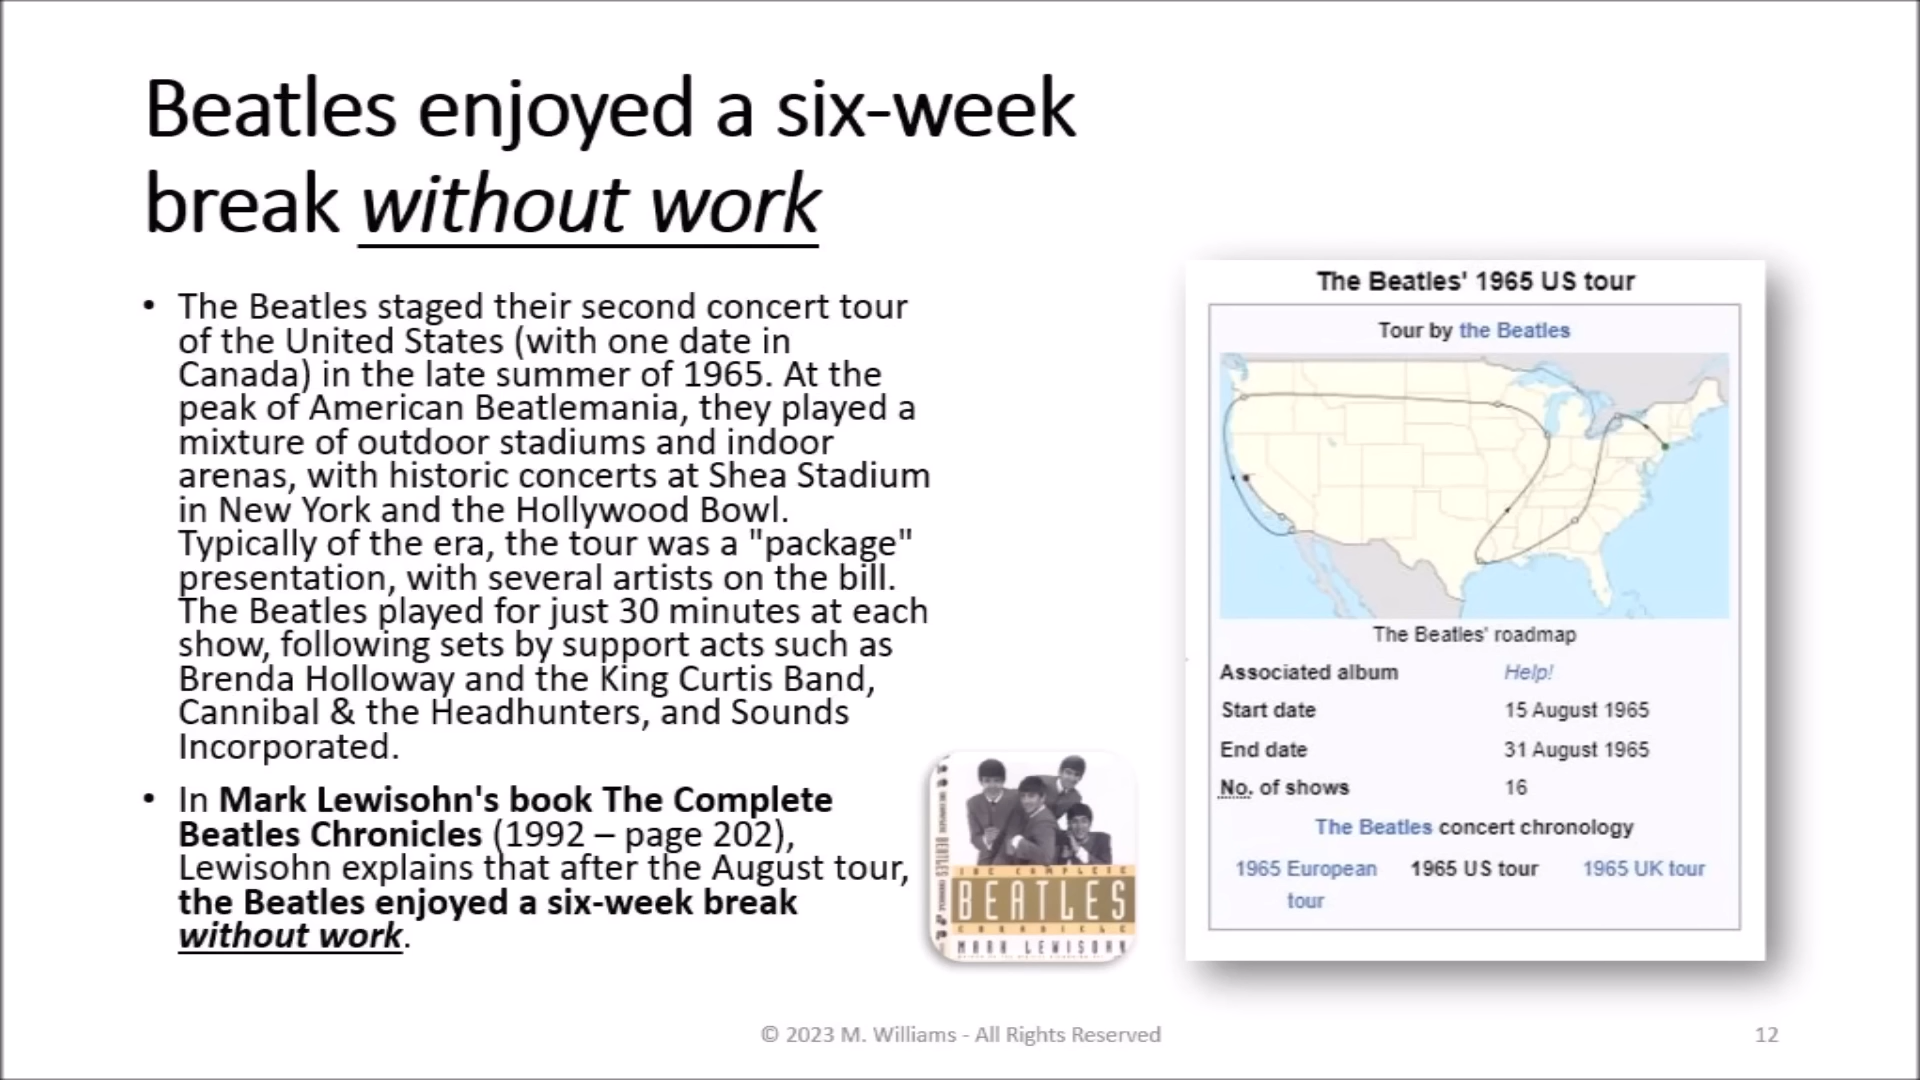 Beatles enjoyed a six-week
break without work
• The Beatles staged their second concert tour
of the United States (with one date in
Canada) in the late summer of 1965. At the
peak of American Beatlemania, they played a
mixture of outdoor stadiums and indoor
arenas, with historic concerts at Shea Stadium
in New York and the Hollywood Bowl.
Typically of the era, the tour was a "package"
presentation, with several artists on the bill.
The Beatles played for just 30 minutes at each
show, following sets by support acts such as
Brenda Holloway and the King Curtis Band,
Cannibal & the Headhunters, and Sounds
Incorporated.
• In Mark Lewisohn's book The Complete
Beatles Chronicles (1992 – page 202),
Lewisohn explains that after the August tour,
the Beatles enjoyed a six-week break
without work.
THE COMPLETE
BEATLES
CHRONICLE
MARK LEWISOHN
The Beatles' 1965 US tour
Tour by the Beatles
The Beatles' roadmap
Associated album Help!
Start date 15 August 1965
End date 31 August 1965
No. of shows 16
The Beatles concert chronology
1965 European 1965 US tour 1965 UK tour
tour
© 2023 M. Williams - All Rights Reserved
12